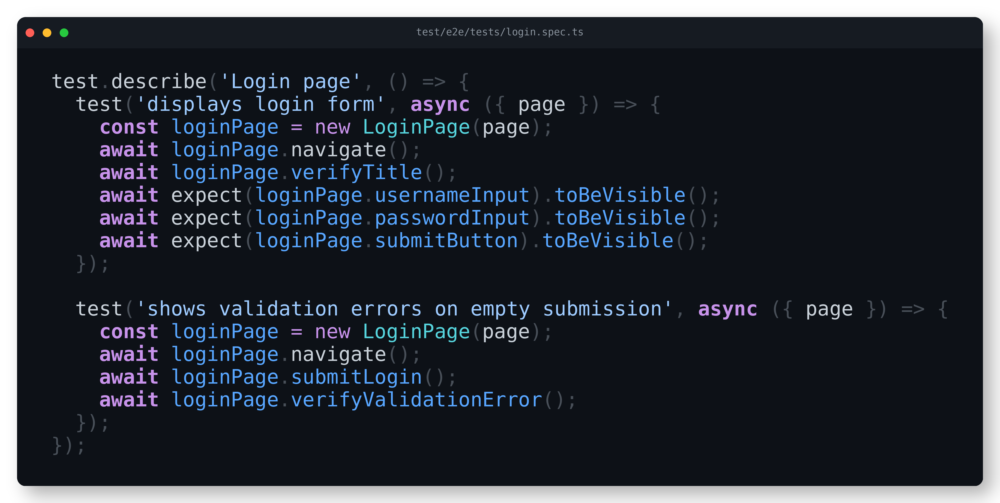 test/e2e/tests/login.spec.ts
test.describe('Login page', () => {
  test('displays login form', async ({ page }) => {
    const loginPage = new LoginPage(page);
    await loginPage.navigate();
    await loginPage.verifyTitle();
    await expect(loginPage.usernameInput).toBeVisible();
    await expect(loginPage.passwordInput).toBeVisible();
    await expect(loginPage.submitButton).toBeVisible();
  });

  test('shows validation errors on empty submission', async ({ page }) => {
    const loginPage = new LoginPage(page);
    await loginPage.navigate();
    await loginPage.submitLogin();
    await loginPage.verifyValidationError();
  });
});